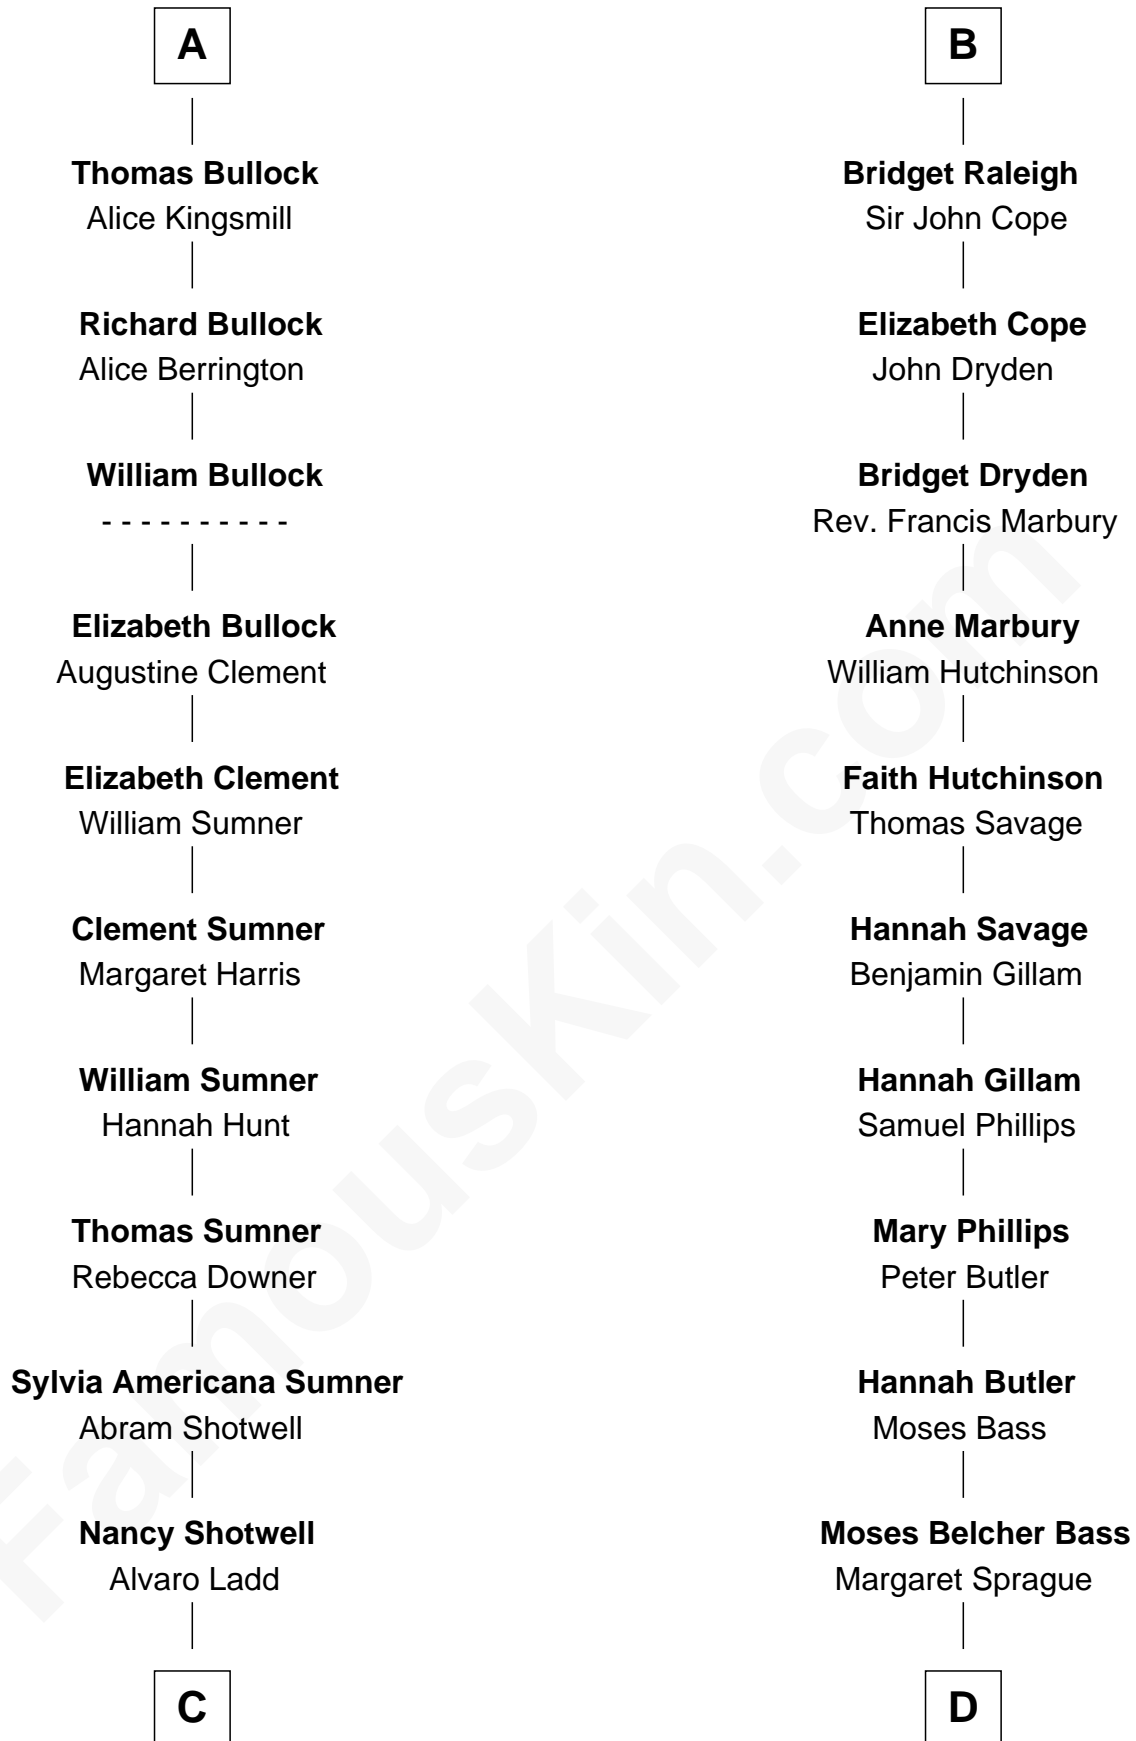 A
Thomas Bullock
Alice Kingsmill
Richard Bullock
Alice Berrington
William Bullock
- - - - - - - - - -
Elizabeth Bullock
Augustine Clement
Elizabeth Clement
William Sumner
Clement Sumner
Margaret Harris
William Sumner
Hannah Hunt
Thomas Sumner
Rebecca Downer
Sylvia Americana Sumner
Abram Shotwell
Nancy Shotwell
Alvaro Ladd
C
B
Bridget Raleigh
Sir John Cope
Elizabeth Cope
John Dryden
Bridget Dryden
Rev. Francis Marbury
Anne Marbury
William Hutchinson
Faith Hutchinson
Thomas Savage
Hannah Savage
Benjamin Gillam
Hannah Gillam
Samuel Phillips
Mary Phillips
Peter Butler
Hannah Butler
Moses Bass
Moses Belcher Bass
Margaret Sprague
D
FamousKin.com